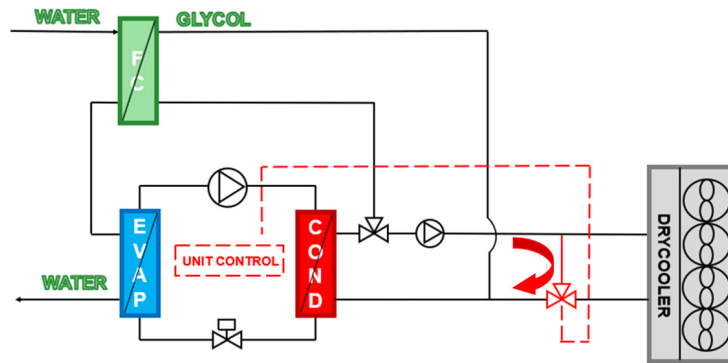 WATER
GLYCOL
FC
EVAP
COND
UNIT CONTROL
WATER
DRYCOOLER